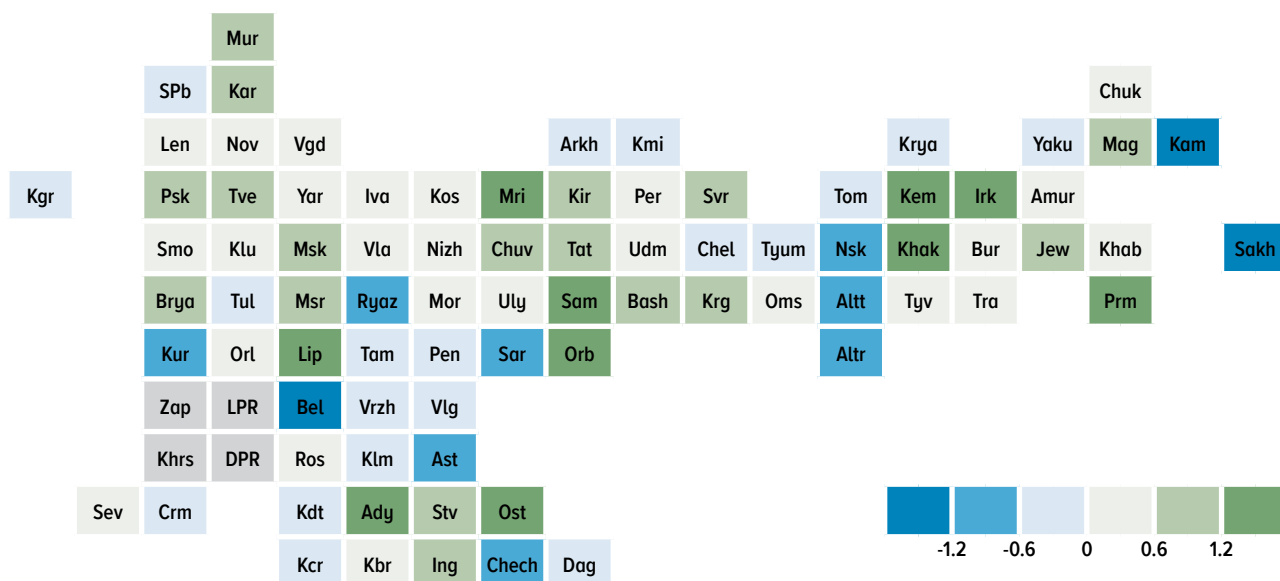 Mur
SPb Kar Chuk
Len Nov Vgd Arkh Kmi Krya Yaku Mag Kam
Kgr Psk Tve Yar Iva Kos Mri Kir Per Svr Tom Kem Irk Amur
Smo Klu Msk Vla Nizh Chuv Tat Udm Chel Tyum Nsk Khak Bur Jew Khab Sakh
Brya Tul Msr Ryaz Mor Uly Sam Bash Krg Oms Altt Tyv Tra Prm
Kur Orl Lip Tam Pen Sar Orb Altr
Zap LPR Bel Vrzh Vlg
Khrs DPR Ros Klm Ast
Sev Crm Kdt Ady Stv Ost
-1.2 -0.6 0 0.6 1.2
Kcr Kbr Ing Chech Dag